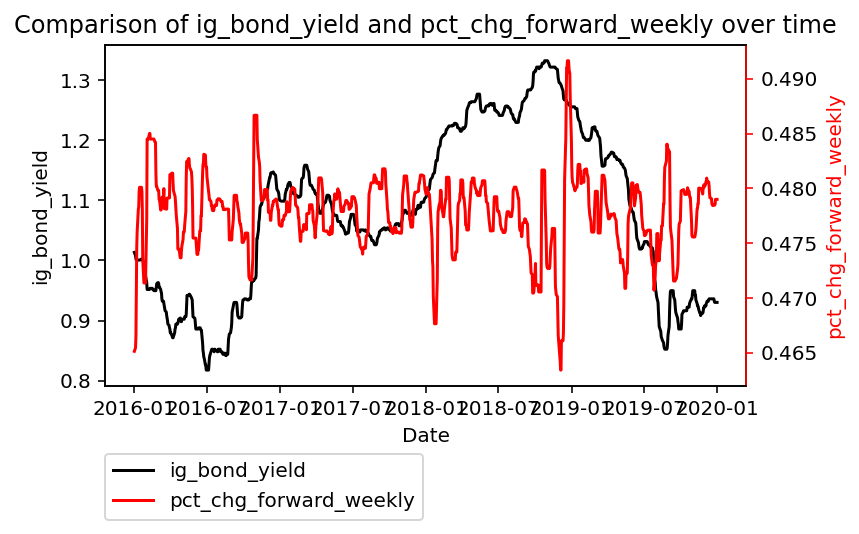 Comparison of ig_bond_yield and pct_chg_forward_weekly over time
ig_bond_yield
1.3
1.2
1.1
1.0
0.9
0.8
0.490
0.485
0.480
0.475
0.470
0.465
pct_chg_forward_weekly
2016-01 2016-07 2017-01 2017-07 2018-01 2018-07 2019-01 2019-07 2020-01
Date
ig_bond_yield
pct_chg_forward_weekly